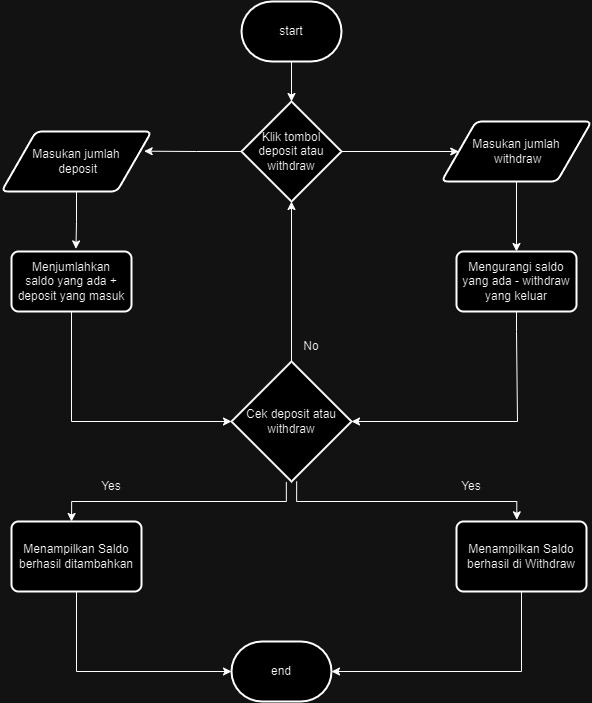 start
Klik tombol
deposit atau
withdraw
Masukan jumlah
deposit
Masukan jumlah
withdraw
Menjumlahkan
saldo yang ada +
deposit yang masuk
Mengurangi saldo
yang ada - withdraw
yang keluar
No
Cek deposit atau
withdraw
Yes
Yes
Menampilkan Saldo
berhasil ditambahkan
Menampilkan Saldo
berhasil di Withdraw
end